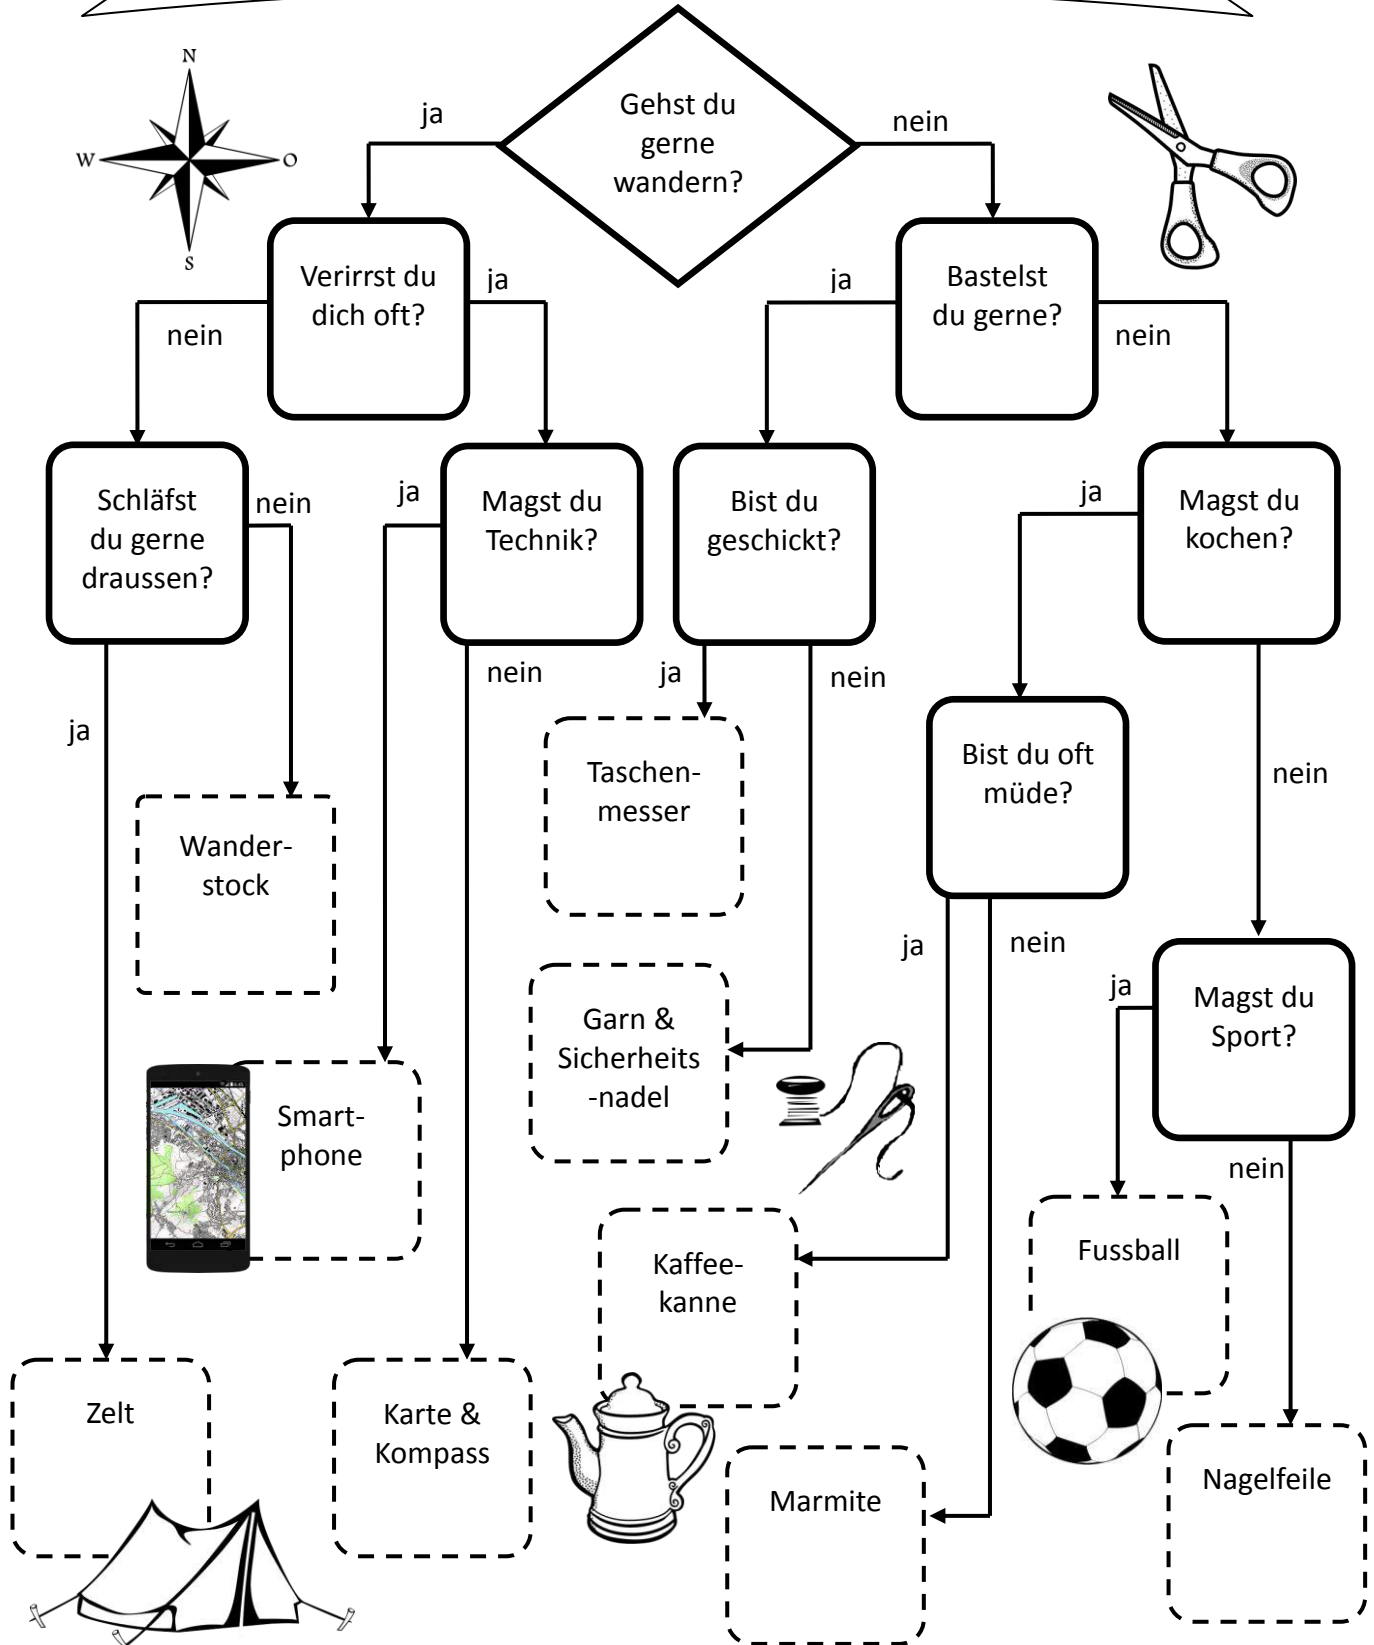 Gehst du
gerne
wandern?
ja
nein
N
W
O
S
Verirrst du
dich oft?
ja
nein
Bastelst
du gerne?
ja
nein
Schläfst
du gerne
draussen?
nein
ja
Magst du
Technik?
ja
nein
Bist du
geschickt?
ja
nein
Magst du
kochen?
ja
nein
Bist du oft
müde?
ja
nein
Taschen-
messer
Wander-
stock
Garn &
Sicherheits
-nadel
Magst du
Sport?
ja
nein
Smart-
phone
Kaffee-
kanne
Fussball
Zelt
Karte &
Kompass
Marmite
Nagelfeile